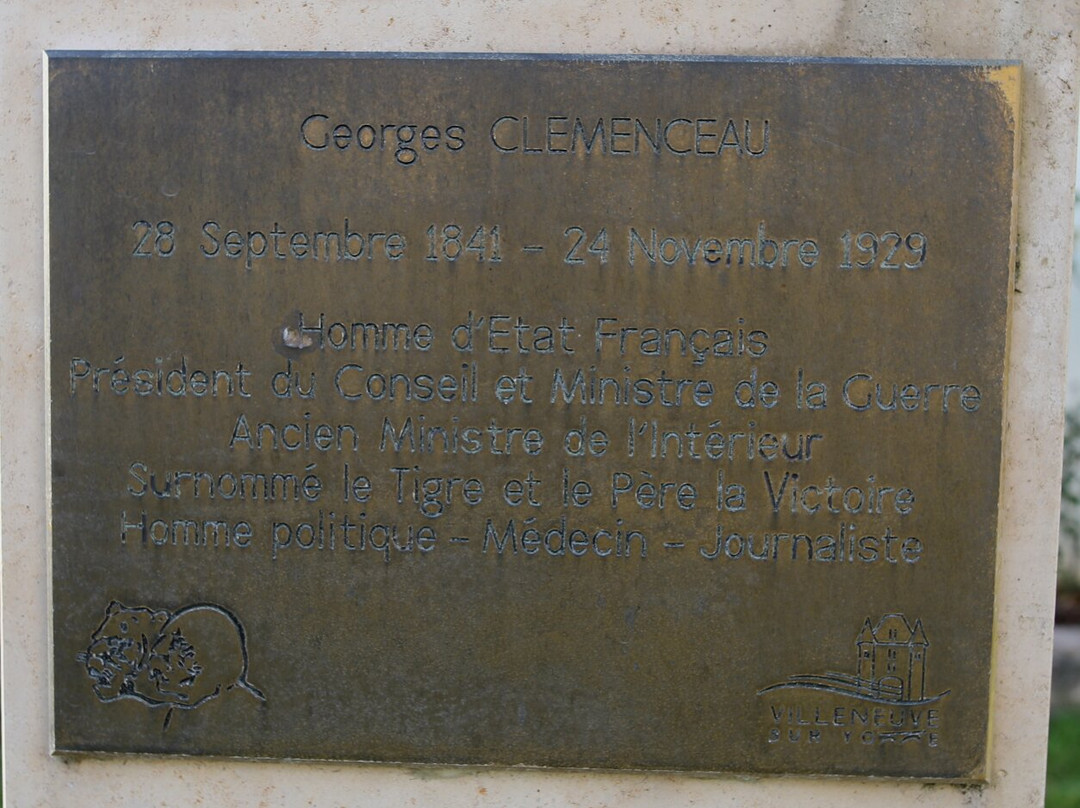 Georges CLEMENCEAU
28 Septembre 1841 - 24 Novembre 1929
Homme d'Etat Français
Président du Conseil et Ministre de la Guerre
Ancien Ministre de l'Intérieur
Surnommé le Tigre et le Père la Victoire
Homme politique - Médecin - Journaliste
VILLENEUVE
SUR YONNE